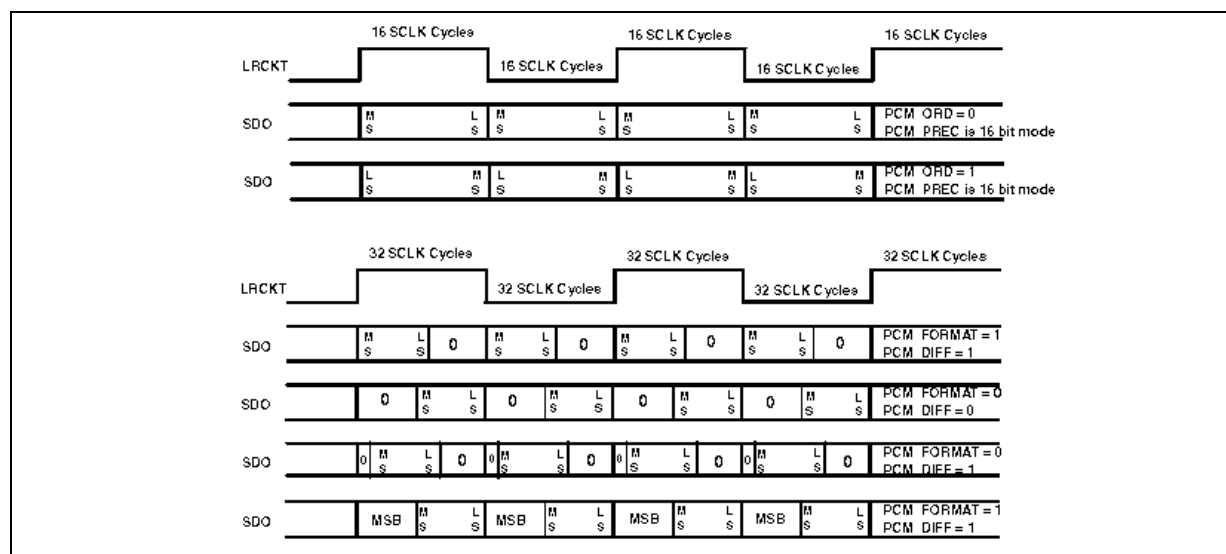 16 SCLK Cycles 16 SCLK Cycles 16 SCLK Cycles
LRCKT 16 SCLK Cycles 16 SCLK Cycles
SDO M S L S M S L S M S L S M S L S PCM ORD = 0
PCM PREC is 16 bit mode
SDO L S M S L S M S L S M S L S M S PCM ORD = 1
PCM PREC is 16 bit mode
32 SCLK Cycles 32 SCLK Cycles 32 SCLK Cycles
LRCKT 32 SCLK Cycles 32 SCLK Cycles
SDO M S L S 0 M S L S 0 M S L S 0 M S L S 0 PCM FORMAT = 1
PCM DIFF = 1
SDO 0 M S L S 0 M S L S 0 M S L S 0 M S L S PCM FORMAT = 0
PCM DIFF = 0
SDO 0 M S L S 0 0 M S L S 0 0 M S L S 0 0 M S L S 0 PCM FORMAT = 0
PCM DIFF = 1
SDO MSB M S L S MSB M S L S MSB M S L S MSB M S L S PCM FORMAT = 1
PCM DIFF = 1